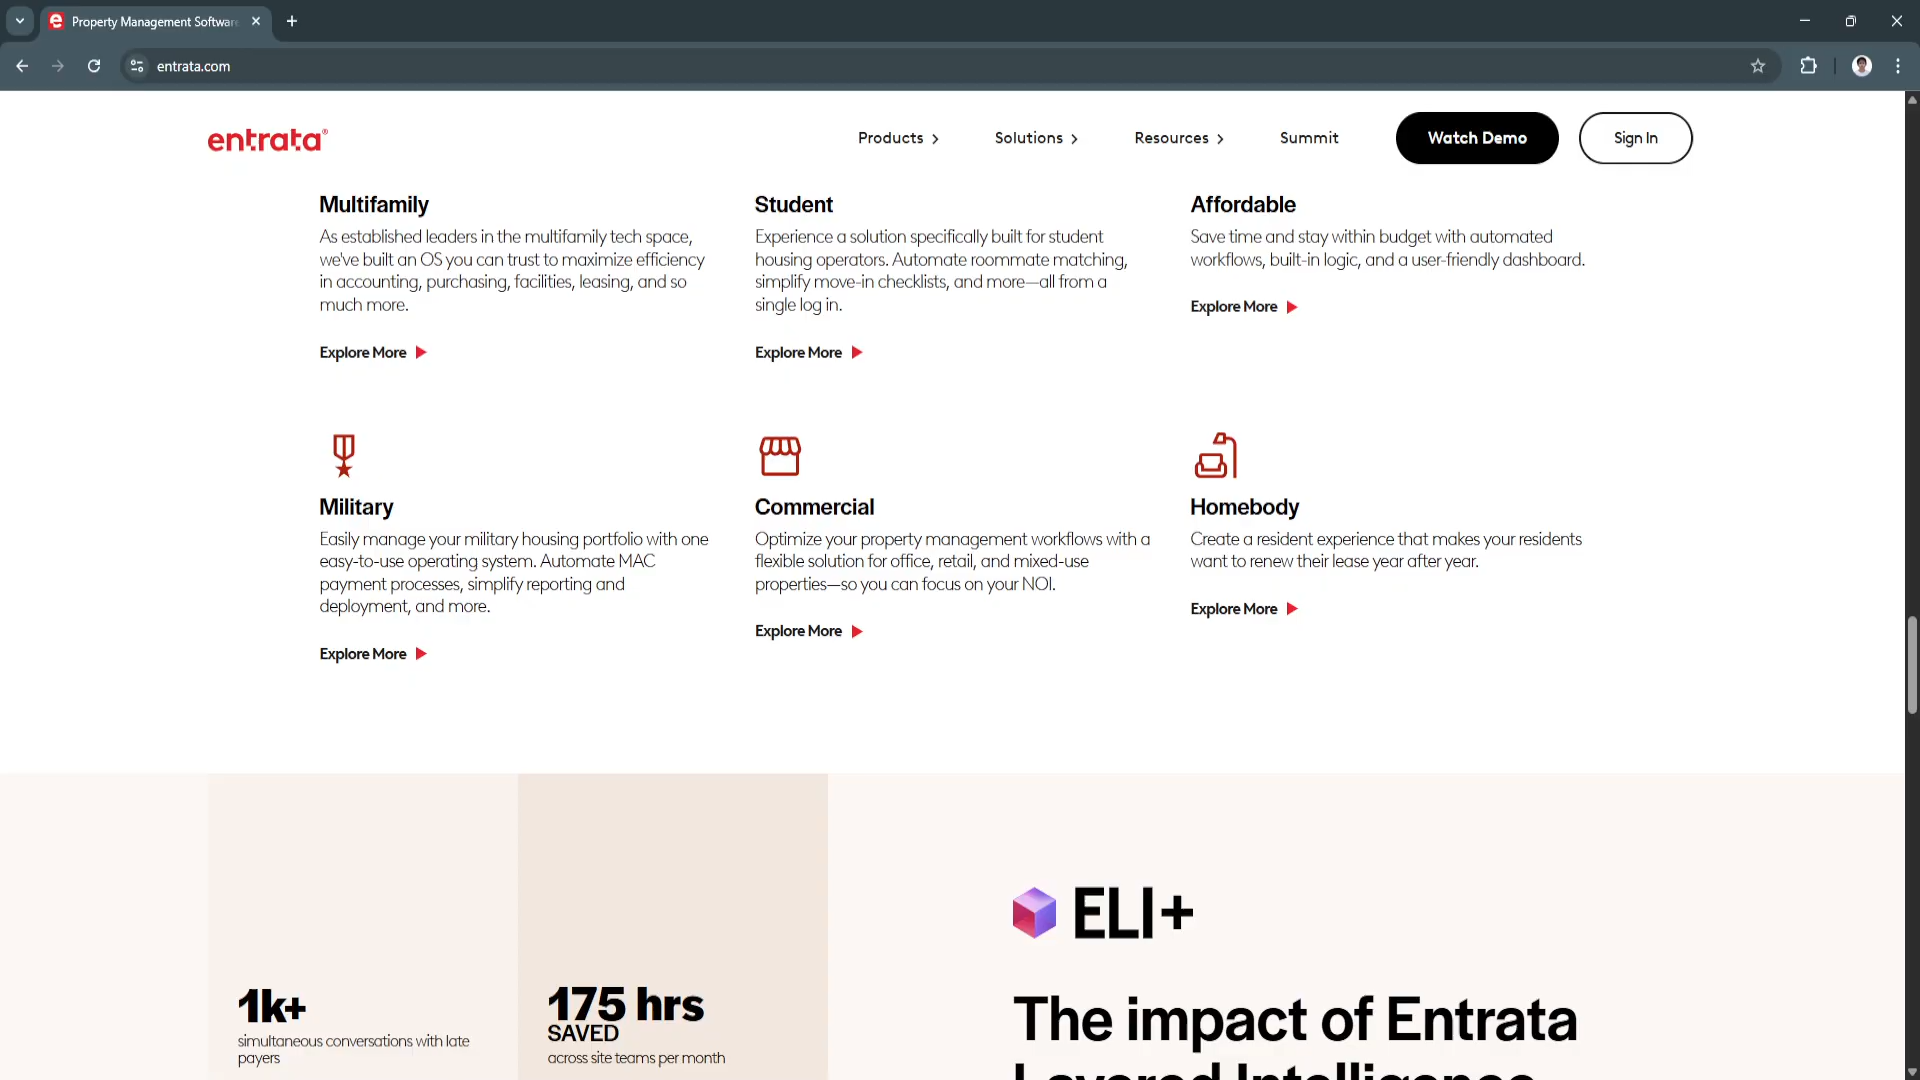 Property Management Software
entrata.com
entrata®
Products
Solutions
Resources
Summit
Watch Demo
Sign In
Multifamily
As established leaders in the multifamily tech space,
we've built an OS you can trust to maximize efficiency
in accounting, purchasing, facilities, leasing, and so
much more.
Explore More
Student
Experience a solution specifically built for student
housing operators. Automate roommate matching,
simplify move-in checklists, and more—all from a
single log in.
Explore More
Affordable
Save time and stay within budget with automated
workflows, built-in logic, and a user-friendly dashboard.
Explore More
Military
Easily manage your military housing portfolio with one
easy-to-use operating system. Automate MAC
payment processes, simplify reporting and
deployment, and more.
Explore More
Commercial
Optimize your property management workflows with a
flexible solution for office, retail, and mixed-use
properties—so you can focus on your NOI.
Explore More
Homebody
Create a resident experience that makes your residents
want to renew their lease year after year.
Explore More
1k+
simultaneous conversations with late
payers
175 hrs
SAVED
across site teams per month
ELI+
The impact of Entrata
Layered Intelligence